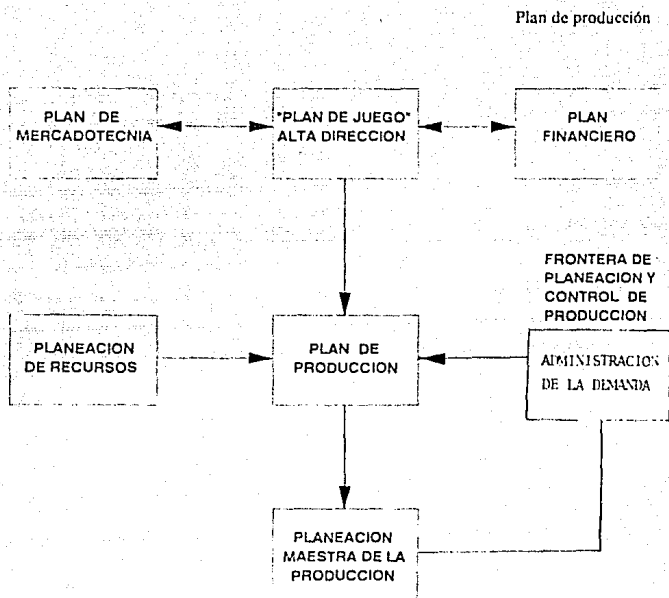 Plan de producción
PLAN DE
MERCADOTECNIA
"PLAN DE JUEGO"
ALTA DIRECCION
PLAN
FINANCIERO
FRONTERA DE
PLANEACION Y
CONTROL DE
PRODUCCION
PLANEACION
DE RECURSOS
PLAN DE
PRODUCCION
ADMINISTRACION
DE LA DEMANDA
PLANEACION
MAESTRA DE LA
PRODUCCION